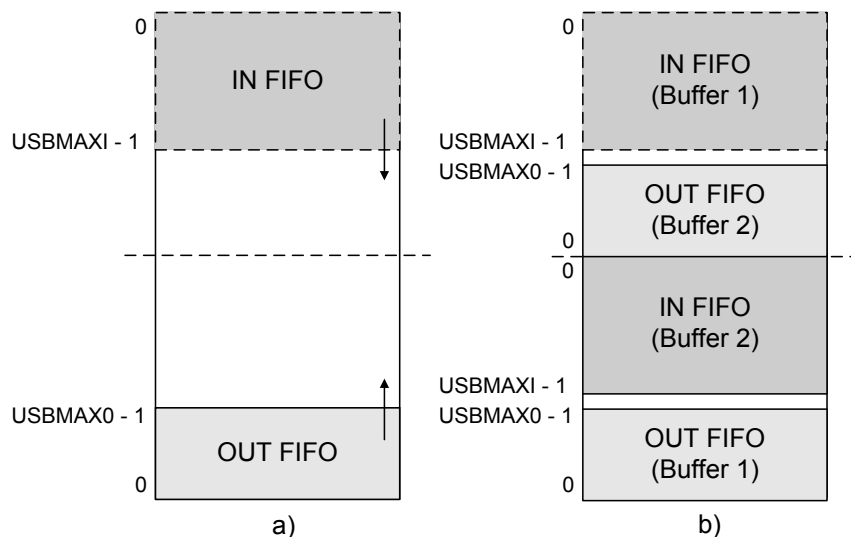 0
IN FIFO
USBMAXI - 1
USBMAX0 - 1
OUT FIFO
0
a)
0
IN FIFO
(Buffer 1)
USBMAXI - 1
USBMAX0 - 1
OUT FIFO
(Buffer 2)
0
0
IN FIFO
(Buffer 2)
USBMAXI - 1
USBMAX0 - 1
OUT FIFO
(Buffer 1)
0
b)